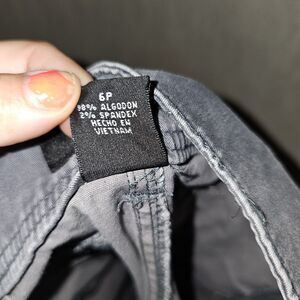 6P
98% ALGODON
2% SPANDEX
HECHO EN
VIETNAM